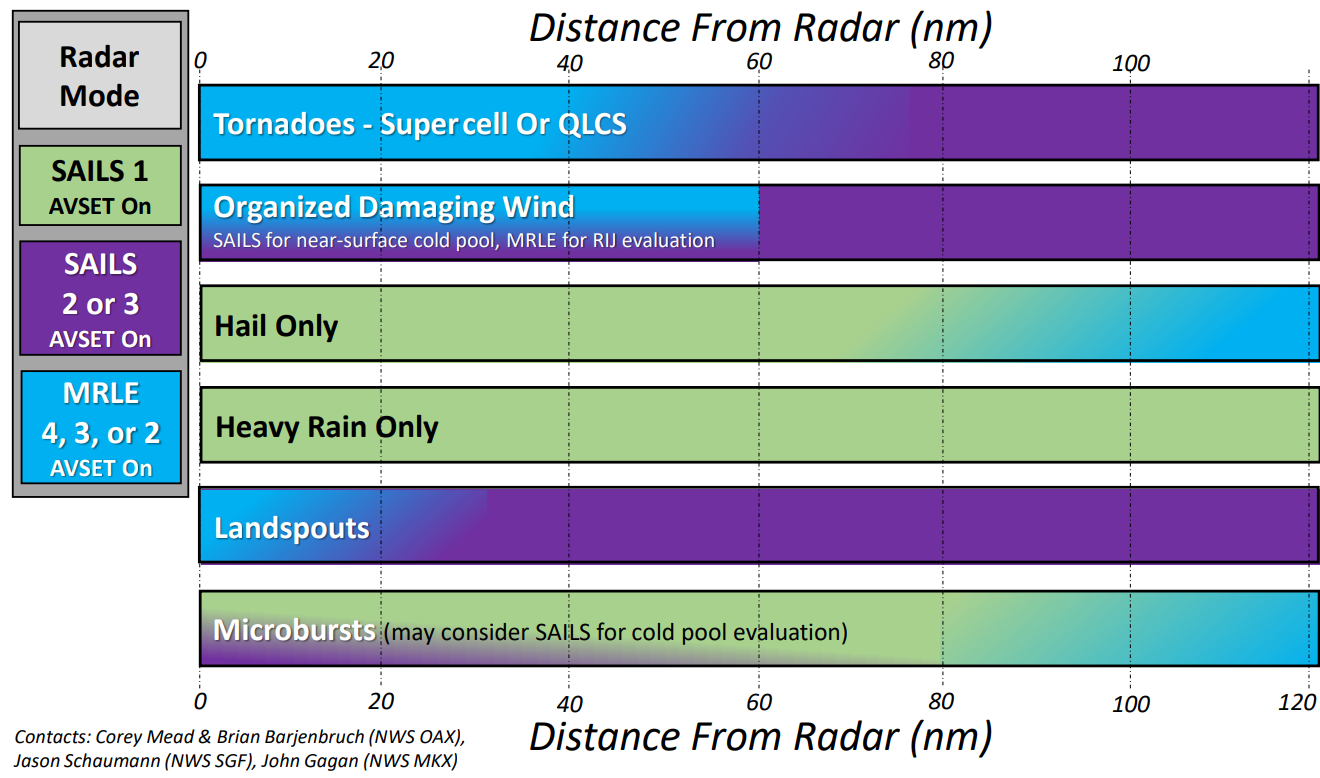 Distance From Radar (nm)
0 20 40 60 80 100
Radar
Mode
SAILS 1
AVSET On
SAILS
2 or 3
AVSET On
MRLE
4, 3, or 2
AVSET On
Tornadoes - Supercell Or QLCS
Organized Damaging Wind
SAILS for near-surface cold pool, MRLE for RIJ evaluation
Hail Only
Heavy Rain Only
Landspouts
Microbursts (may consider SAILS for cold pool evaluation)
0 20 40 60 80 100 120
Distance From Radar (nm)
Contacts: Corey Mead & Brian Barjenbruch (NWS OAX),
Jason Schaumann (NWS SGF), John Gagan (NWS MKX)